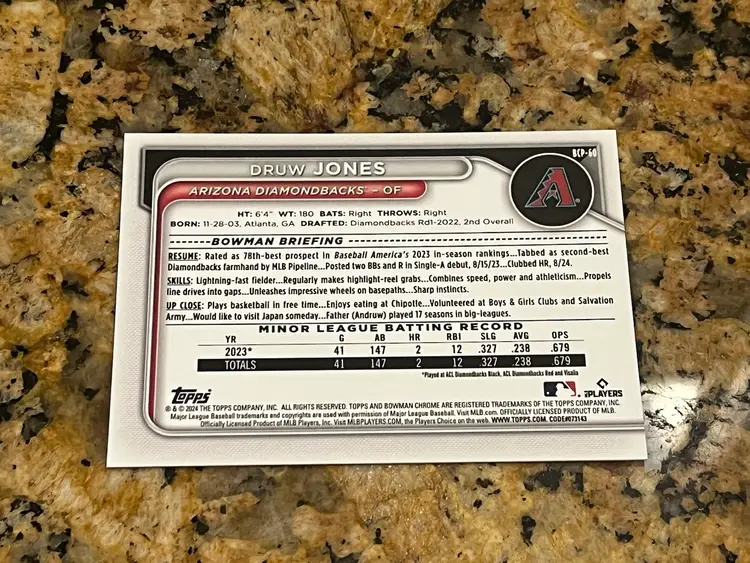 BCP-60
DRUW JONES
ARIZONA DIAMONDBACKS® – OF
HT: 6'4" WT: 180 BATS: Right THROWS: Right
BORN: 11-28-03, Atlanta, GA DRAFTED: Diamondbacks Rd1-2022, 2nd Overall
BOWMAN BRIEFING
RESUME: Rated as 78th-best prospect in Baseball America's 2023 in-season rankings...Tabbed as second-best
Diamondbacks farmhand by MLB Pipeline...Posted two BBs and R in Single-A debut, 8/15/23...Clubbed HR, 8/24.
SKILLS: Lightning-fast fielder...Regularly makes highlight-reel grabs...Combines speed, power and athleticism...Propels
line drives into gaps...Unleashes impressive wheels on basepaths...Sharp instincts.
UP CLOSE: Plays basketball in free time...Enjoys eating at Chipotle...Volunteered at Boys & Girls Clubs and Salvation
Army...Would like to visit Japan someday...Father (Andruw) played 17 seasons in big-leagues.
MINOR LEAGUE BATTING RECORD
YR G AB HR RBI SLG AVG OPS
2023* 41 147 2 12 .327 .238 .679
TOTALS 41 147 2 12 .327 .238 .679
*Played at ACL Diamondbacks Black, ACL Diamondbacks Red and Visalia
Topps
PLAYERS
® & © 2024 THE TOPPS COMPANY, INC. ALL RIGHTS RESERVED. TOPPS AND BOWMAN CHROME ARE REGISTERED TRADEMARKS OF THE TOPPS COMPANY, INC.
Major League Baseball trademarks and copyrights are used with permission of Major League Baseball. Visit MLB.com. OFFICIALLY LICENSED PRODUCT OF MLB.
Officially Licensed Product of MLB Players, Inc. Visit MLBPLAYERS.COM, the Players Choice on the web. WWW.TOPPS.COM. CODE#073143